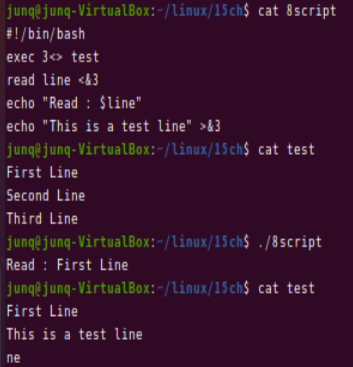 junq@junq-VirtualBox:~/linux/15ch$ cat 8script
#!/bin/bash
exec 3<> test
read line <&3
echo "Read : $line"
echo "This is a test line" >&3
junq@junq-VirtualBox:~/linux/15ch$ cat test
First Line
Second Line
Third Line
junq@junq-VirtualBox:~/linux/15ch$ ./8script
Read : First Line
junq@junq-VirtualBox:~/linux/15ch$ cat test
First Line
This is a test line
ne